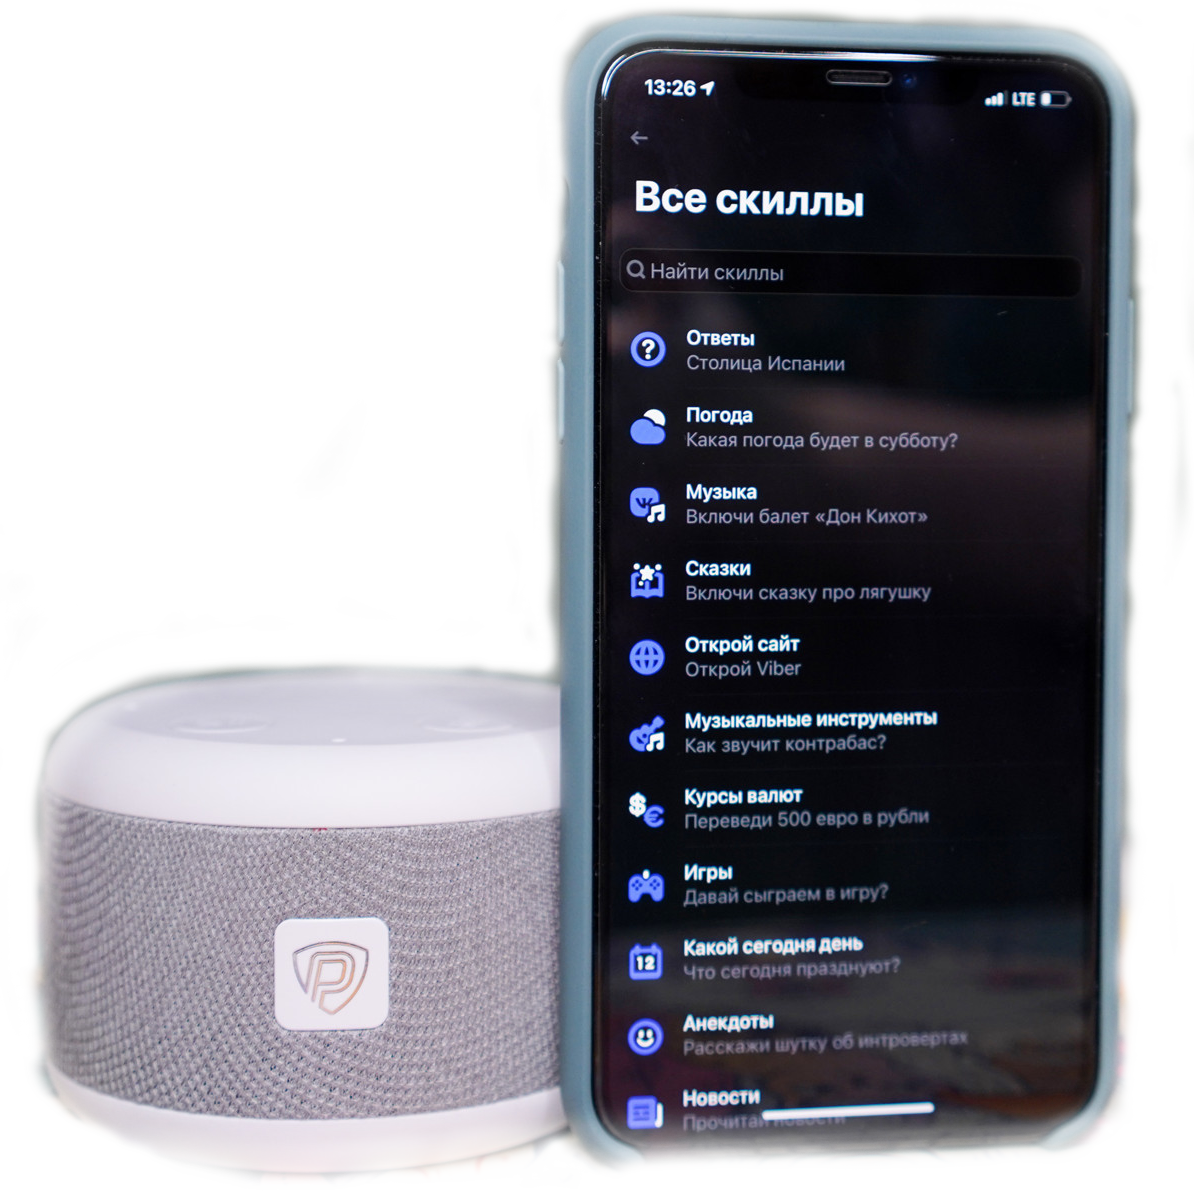 13:26
LTE
Все скиллы
Найти скиллы
Ответы
Столица Испании
Погода
Какая погода будет в субботу?
Музыка
Включи балет «Дон Кихот»
Сказки
Включи сказку про лягушку
Открой сайт
Открой Viber
Музыкальные инструменты
Как звучит контрабас?
Курсы валют
Переведи 500 евро в рубли
Игры
Давай сыграем в игру?
12
Какой сегодня день
Что сегодня празднуют?
Анекдоты
Расскажи шутку об интровертах
Новости
Прочитай новости
P